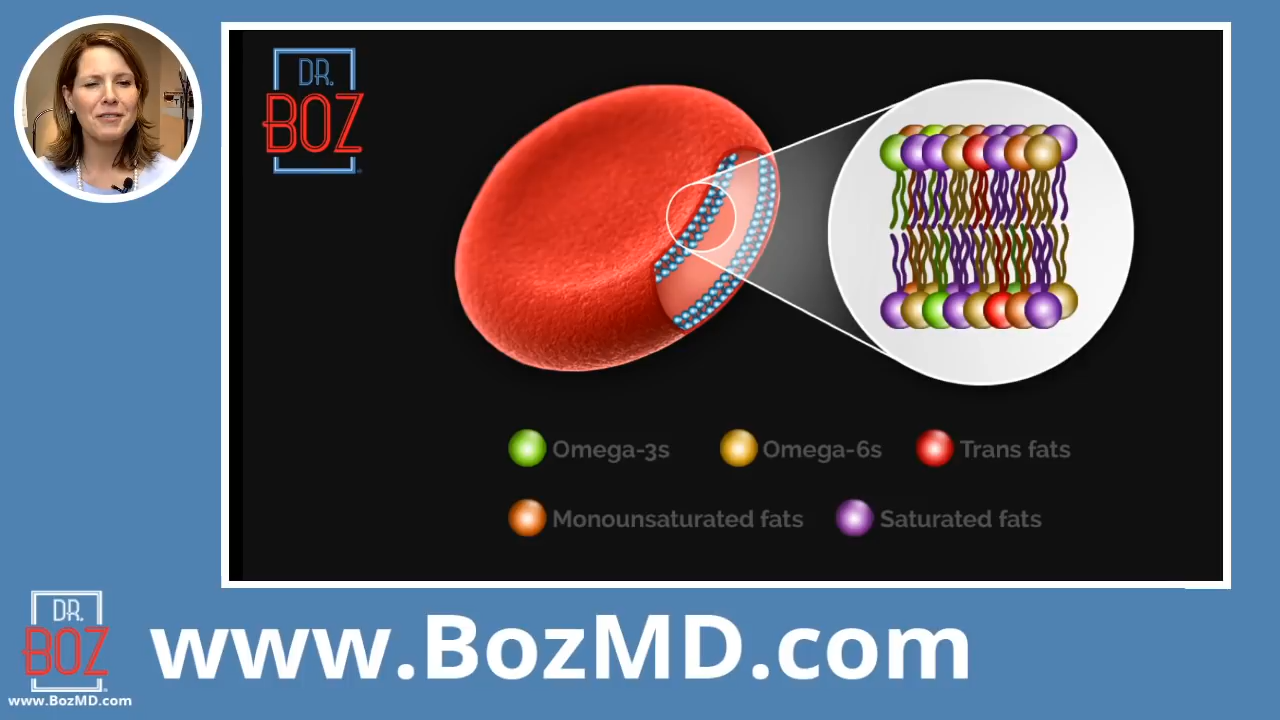 DR.
BOZ
Omega-3s
Omega-6s
Trans fats
Monounsaturated fats
Saturated fats
DR.
BOZ
www.BozMD.com
www.BozMD.com